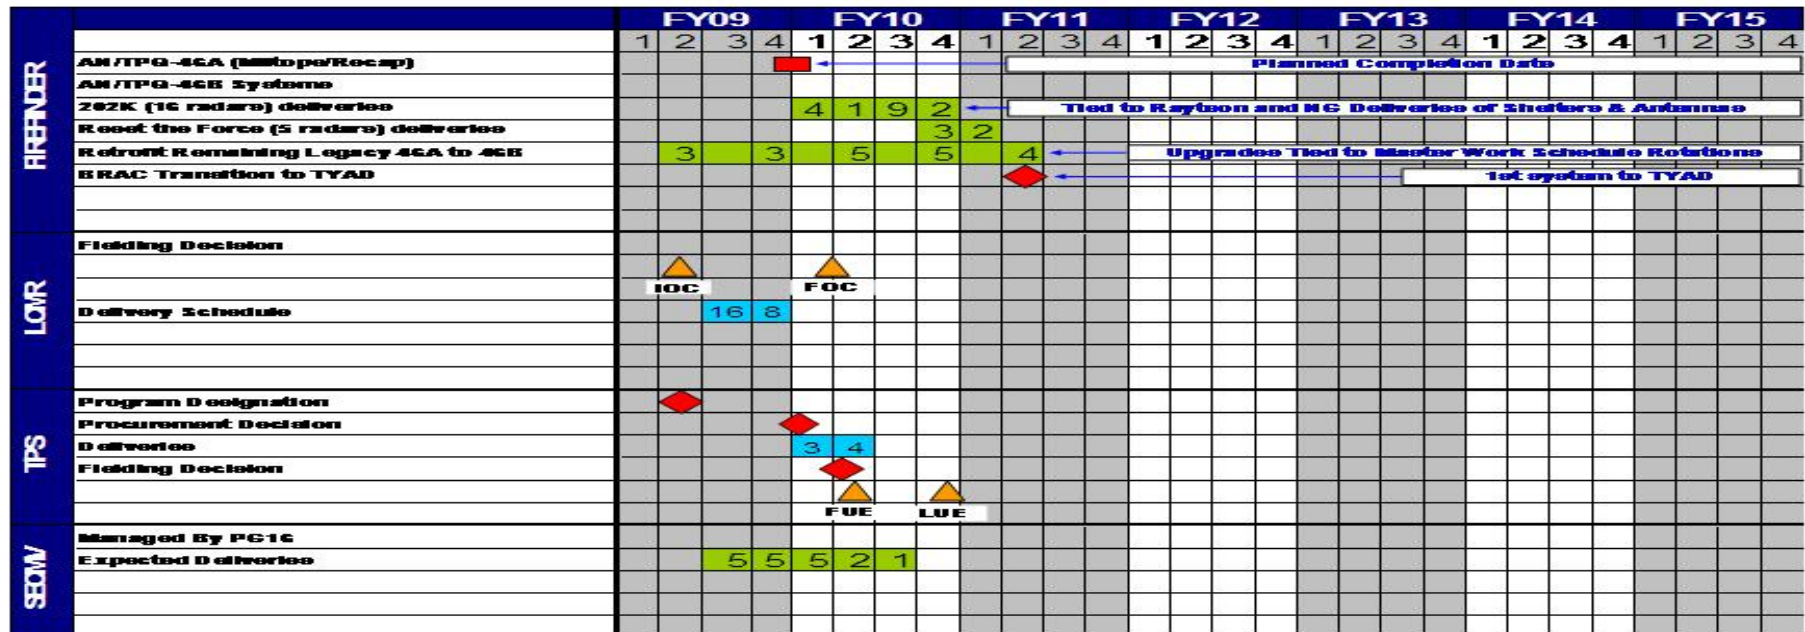 FY09 FY10 FY11 FY12 FY13 FY14 FY15
1 2 3 4 1 2 3 4 1 2 3 4 1 2 3 4 1 2 3 4 1 2 3 4 1 2 3 4
FIREFINDER
AN/TPQ-46A (Miltope/Recap) Planned Completion Date
AN/TPQ-46B Systems
202K (16 radars) deliveries 4 1 9 2 Tied to Rayteon and NG Deliveries of Shelters & Antennas
Reset the Force (5 radars) deliveries 3 2
Retrofit Remaining Legacy 46A to 46B 3 3 5 5 4 Upgrades Tied to Master Work Schedule Rotations
BRAC Transition to TYAD 1st system to TYAD
LCMR
Fielding Decision
IOC FOC
Delivery Schedule 16 8
TPS
Program Designation
Procurement Decision
Deliveries 3 4
Fielding Decision
FUE LUE
Managed By PG16
Expected Deliveries 5 5 5 2 1